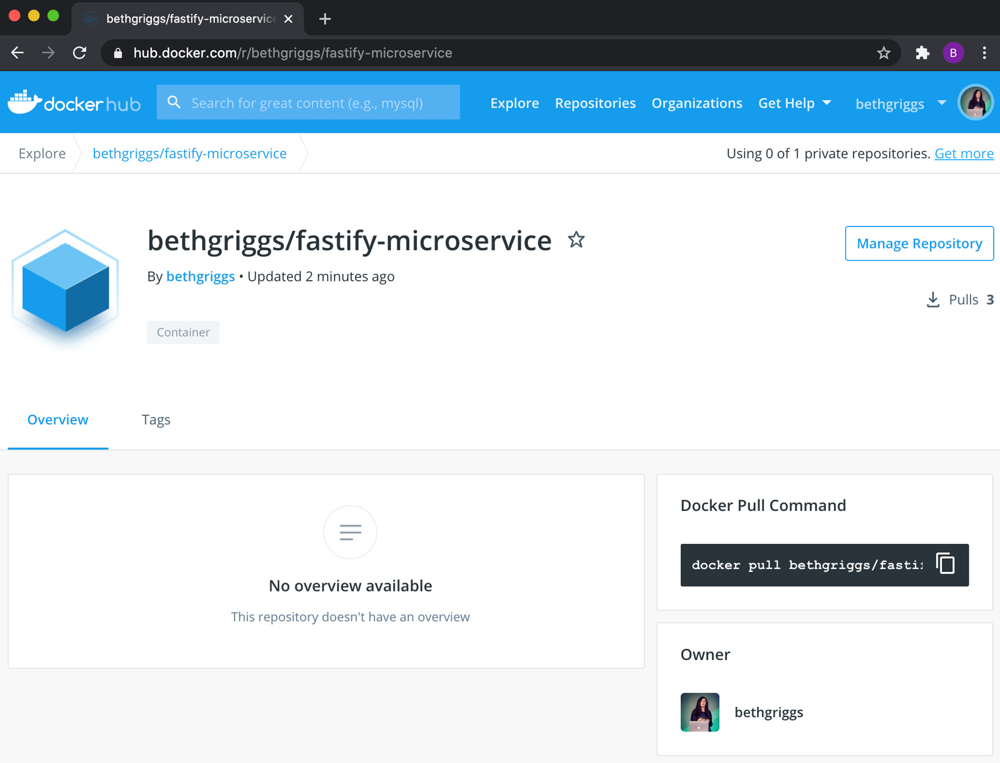 bethgriggs/fastify-microservice
hub.docker.com/r/bethgriggs/fastify-microservice
B
docker hub
Search for great content (e.g., mysql)
Explore
Repositories
Organizations
Get Help
bethgriggs
Explore
bethgriggs/fastify-microservice
Using 0 of 1 private repositories. Get more
bethgriggs/fastify-microservice
Manage Repository
By bethgriggs • Updated 2 minutes ago
Pulls 3
Container
Overview
Tags
No overview available
This repository doesn't have an overview
Docker Pull Command
docker pull bethgriggs/fastif
Owner
bethgriggs